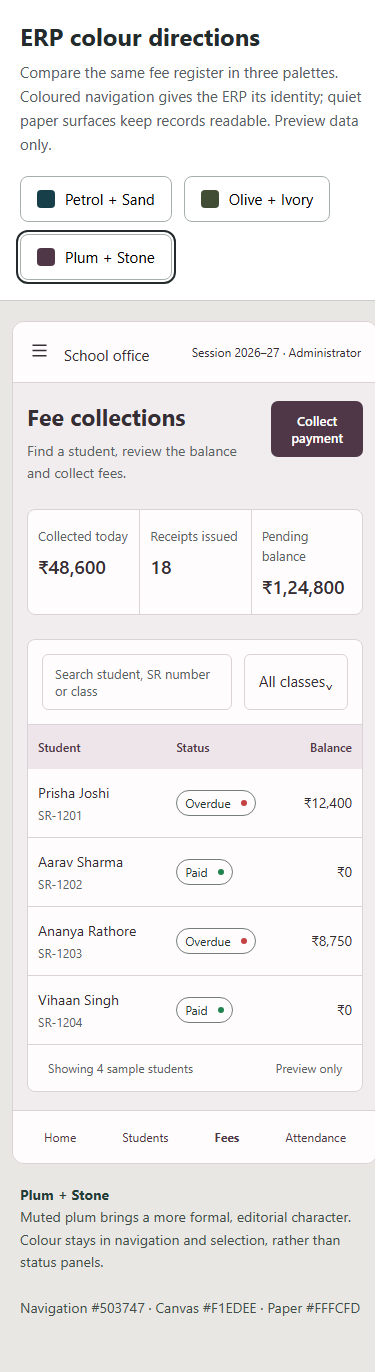 ERP colour directions
Compare the same fee register in three palettes.
Coloured navigation gives the ERP its identity; quiet
paper surfaces keep records readable. Preview data
only.
Petrol + Sand
Olive + Ivory
Plum + Stone
School office
Session 2026–27 · Administrator
Fee collections
Collect
payment
Find a student, review the balance
and collect fees.
Collected today
₹48,600
Receipts issued
18
Pending
balance
₹1,24,800
Search student, SR number
or class
All classes
Student Status Balance
Prisha Joshi
SR-1201
Overdue
₹12,400
Aarav Sharma
SR-1202
Paid
₹0
Ananya Rathore
SR-1203
Overdue
₹8,750
Vihaan Singh
SR-1204
Paid
₹0
Showing 4 sample students
Preview only
Home Students Fees Attendance
Plum + Stone
Muted plum brings a more formal, editorial character.
Colour stays in navigation and selection, rather than
status panels.
Navigation #503747 · Canvas #F1EDEE · Paper #FFFCFD